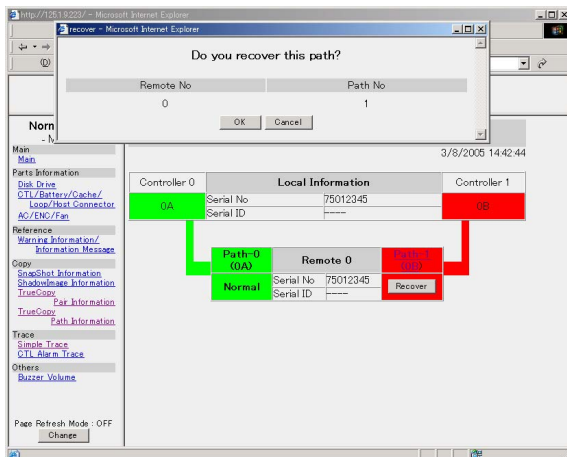 http://125.1.9.223/ - Microsoft Internet Explorer
recover - Microsoft Internet Explorer
Do you recover this path?
Remote No Path No
0 1
OK Cancel
(D)
Norm
3/8/2005 14:42:44
Main
Main
Parts Information
Disk Drive
CTL/Battery/Cache/
Loop/Host Connector
AC/ENC/Fan
Reference
Warning Information/
Information Message
Copy
SnapShot Information
ShadowImage Information
TrueCopy
Pair Information
TrueCopy
Path Information
Trace
Simple Trace
CTL Alarm Trace
Others
Buzzer Volume
Page Refresh Mode : OFF
Change
Controller 0 Local Information Controller 1
0A Serial No 75012345 0B
Serial ID ----
Path-0 (0A) Remote 0 Path-1 (0B)
Normal Serial No 75012345 Recover
Serial ID ----